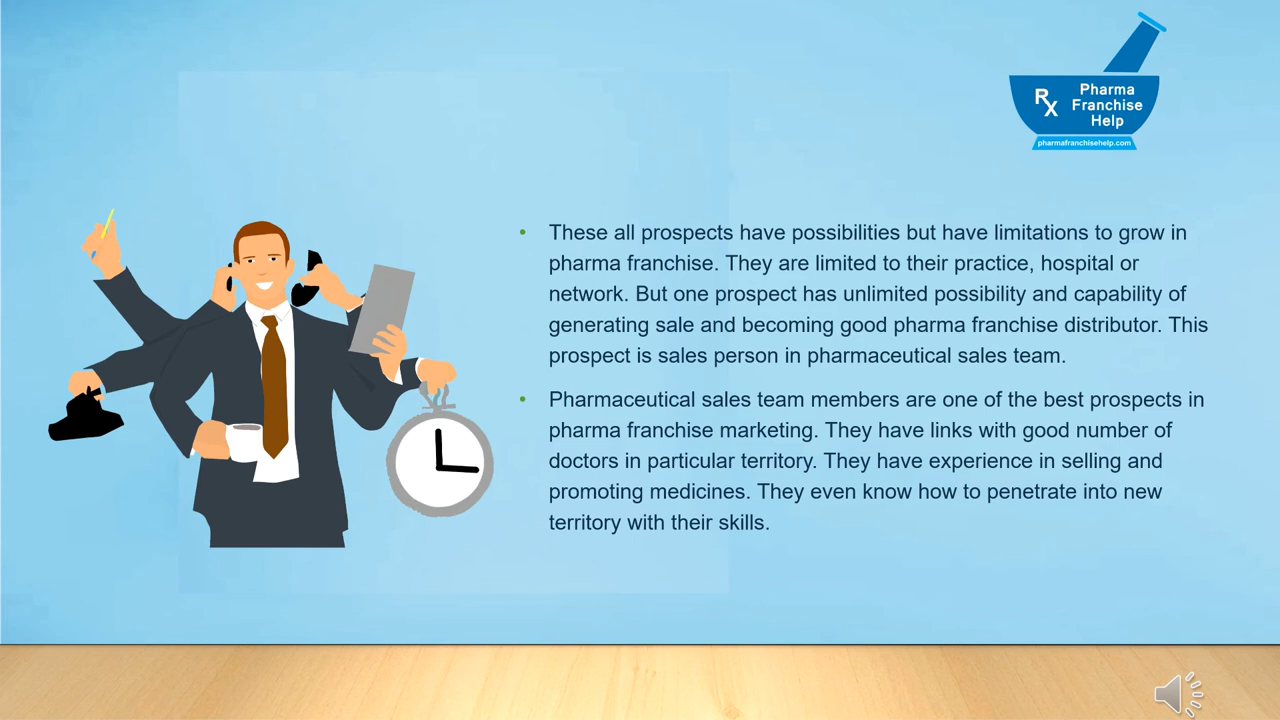 Rx
Pharma
Franchise
Help
pharmafranchisehelp.com
• These all prospects have possibilities but have limitations to grow in
pharma franchise. They are limited to their practice, hospital or
network. But one prospect has unlimited possibility and capability of
generating sale and becoming good pharma franchise distributor. This
prospect is sales person in pharmaceutical sales team.
• Pharmaceutical sales team members are one of the best prospects in
pharma franchise marketing. They have links with good number of
doctors in particular territory. They have experience in selling and
promoting medicines. They even know how to penetrate into new
territory with their skills.